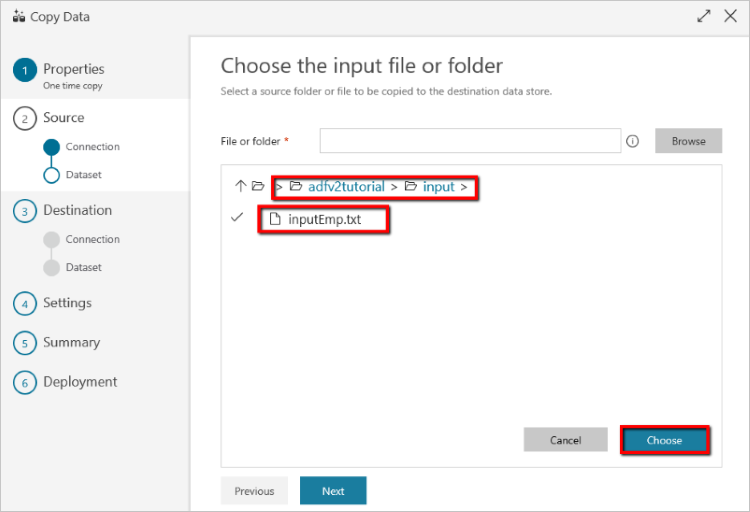 Copy Data
1 Properties
One time copy
2 Source
Connection
Dataset
3 Destination
Connection
Dataset
4 Settings
5 Summary
6 Deployment
Choose the input file or folder
Select a source folder or file to be copied to the destination data store.
File or folder * Browse
> adfv2tutorial > input >
inputEmp.txt
Cancel Choose
Previous Next